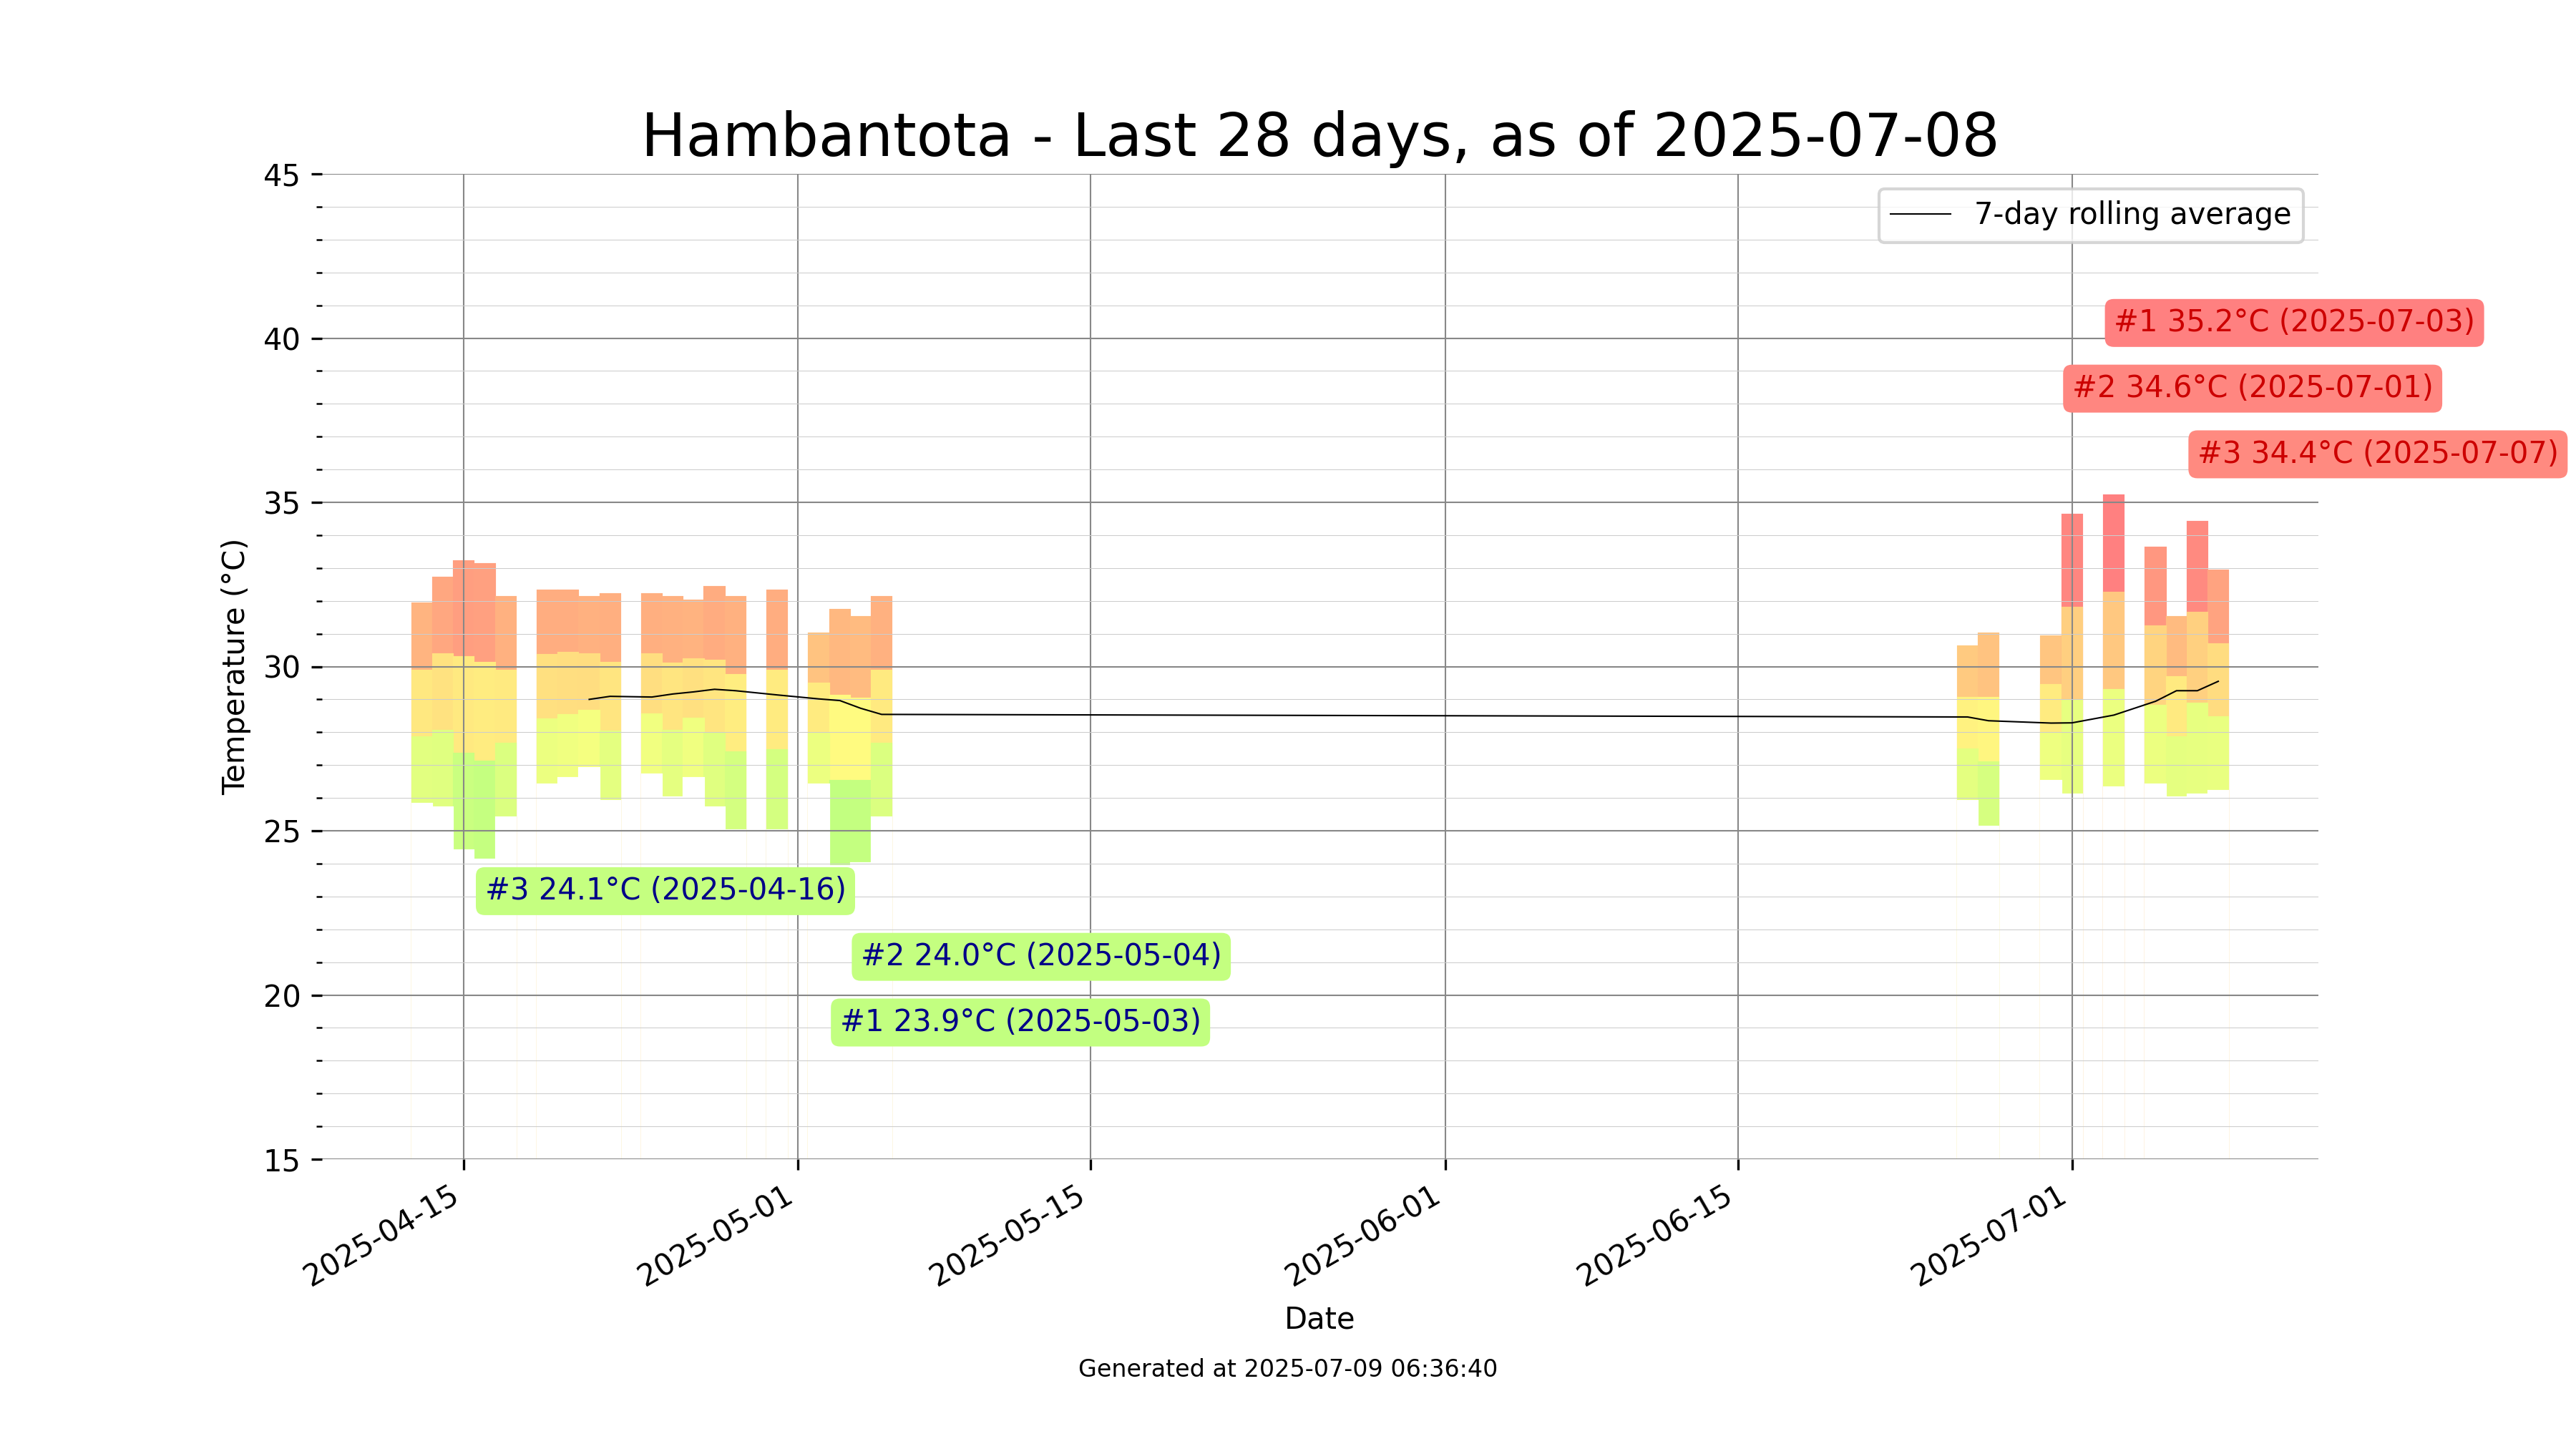 Hambantota - Last 28 days, as of 2025-07-08
45
7-day rolling average
#1 35.2°C (2025-07-03)
40
#2 34.6°C (2025-07-01)
#3 34.4°C (2025-07-07)
35
Temperature (°C)
30
25
#3 24.1°C (2025-04-16)
#2 24.0°C (2025-05-04)
20
#1 23.9°C (2025-05-03)
15
2025-04-15
2025-05-01
2025-05-15
2025-06-01
2025-06-15
2025-07-01
Date
Generated at 2025-07-09 06:36:40